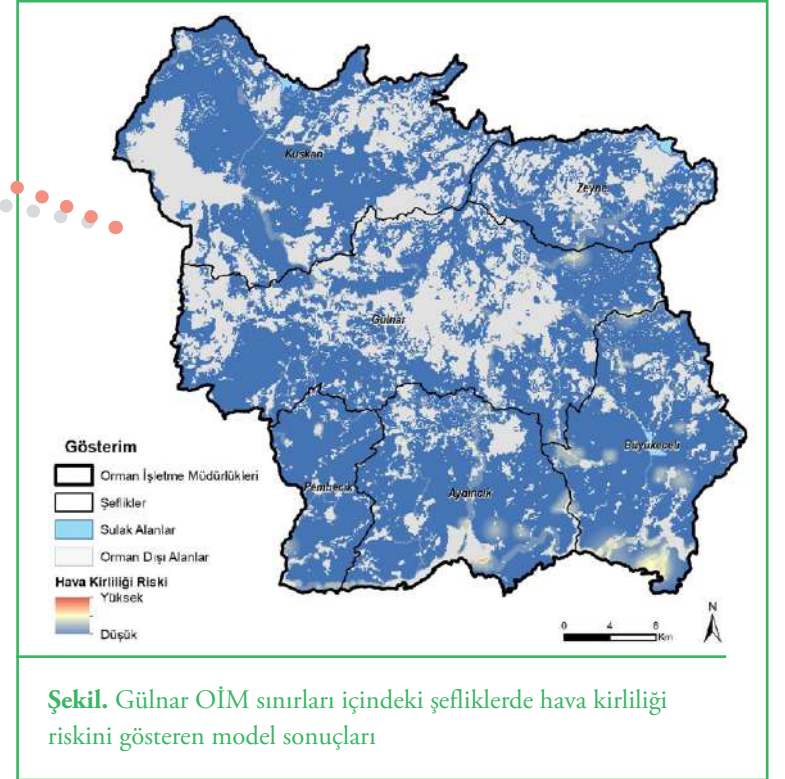 Kuskan
Zeyne
Gülnar
Büyükeceli
Pembecik
Aydıncık
Gösterim
Orman İşletme Müdürlükleri
Şeflikler
Sulak Alanlar
Orman Dışı Alanlar
Hava Kirliliği Riski
Yüksek
Düşük
N
0 4 8
Km
Şekil. Gülnar OİM sınırları içindeki şefliklerde hava kirliliği
riskini gösteren model sonuçları